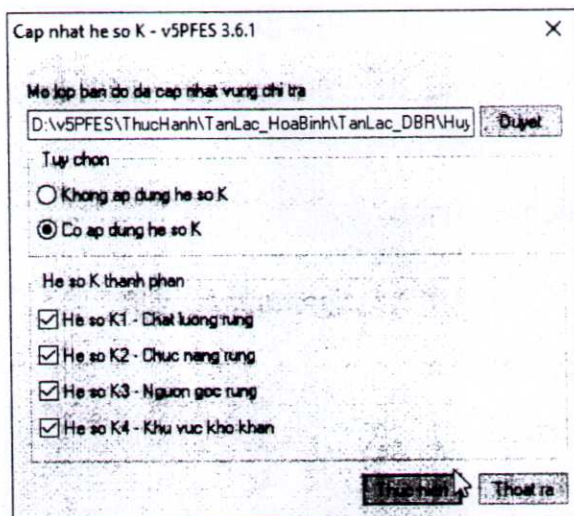 Cap nhat he so K - v5PFES 3.6.1
Mo lop ban do da cap nhat vung chi tra
D:\v5PFES\ThucHanh\TanLac_HoaBinh\TanLac_DBR\Huy
Duyet
Tuy chon
Khong ap dung he so K
Co ap dung he so K
He so K thanh phan
He so K1 - Chat luong rung
He so K2 - Chuc nang rung
He so K3 - Nguon goc rung
He so K4 - Khu vuc kho khan
Thuc hien
Thoat ra